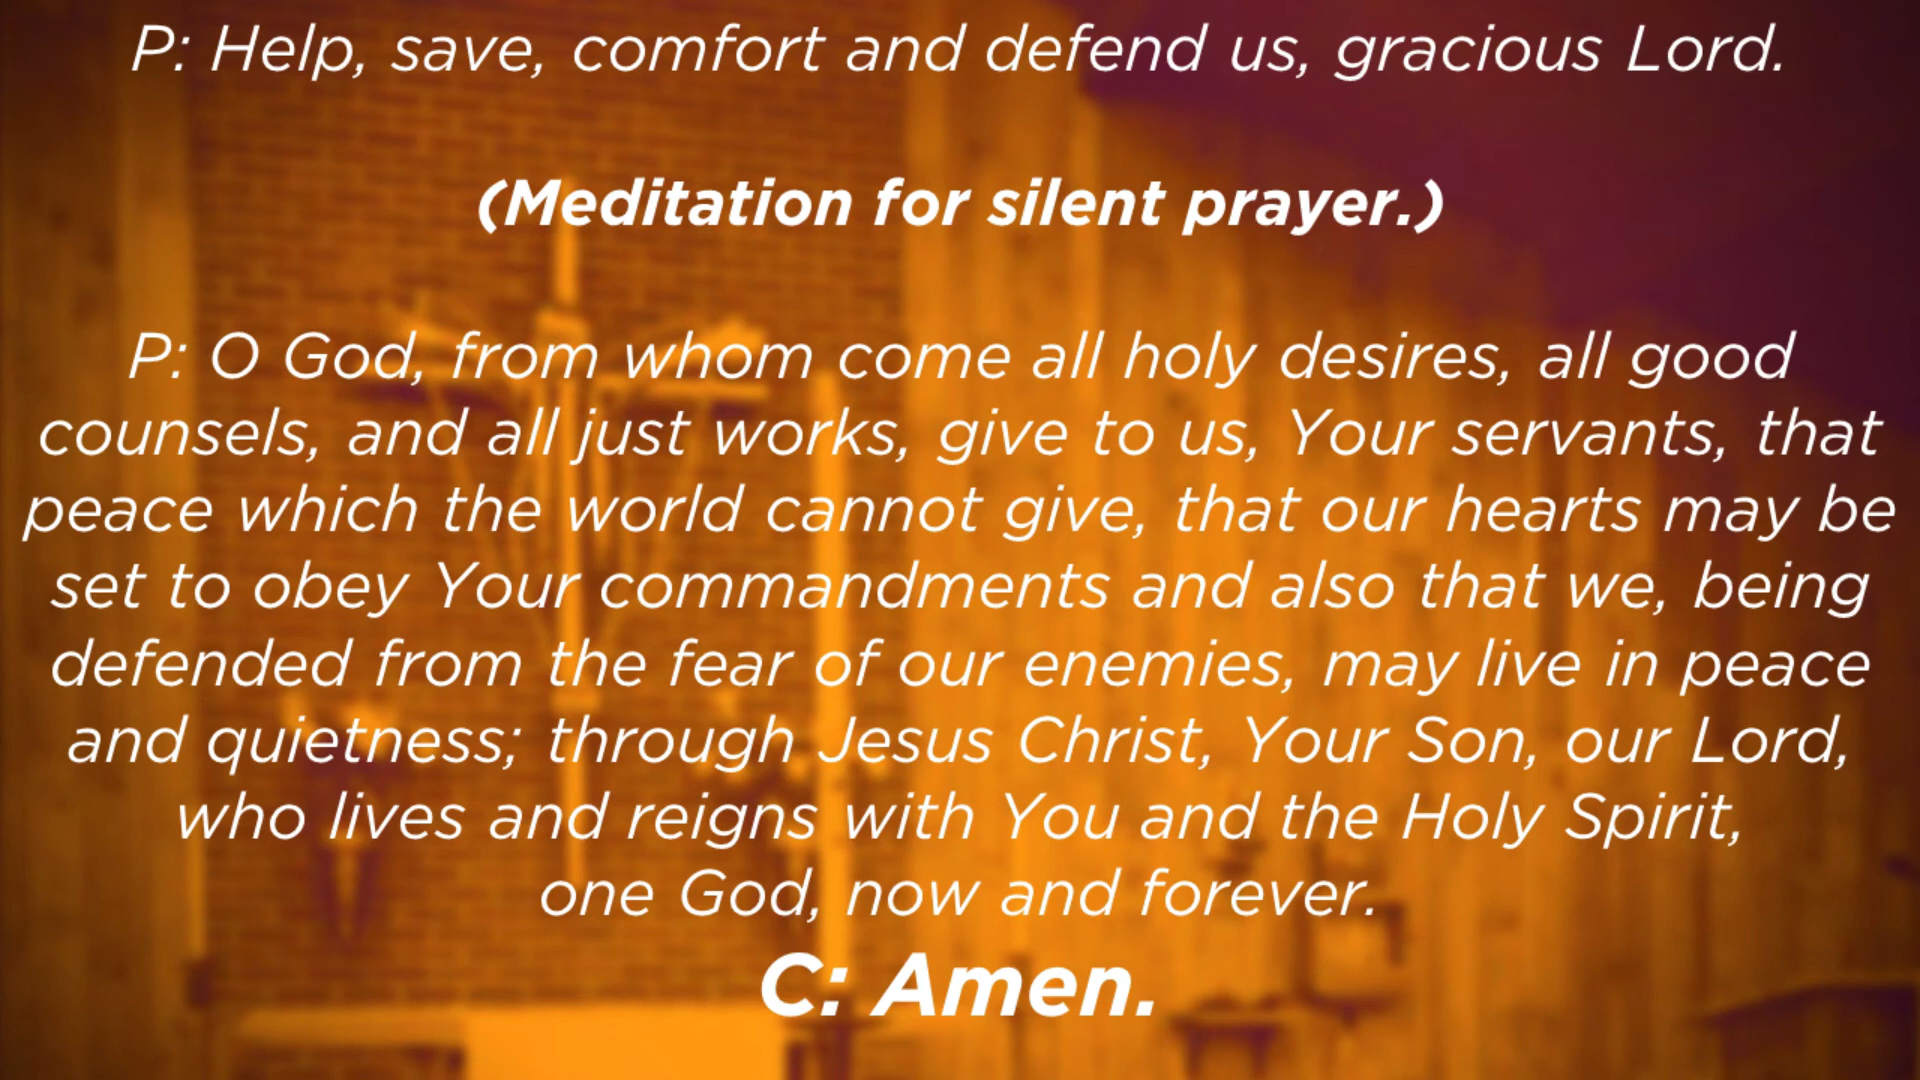 P: Help, save, comfort and defend us, gracious Lord.
(Meditation for silent prayer.)
P: O God, from whom come all holy desires, all good
counsels, and all just works, give to us, Your servants, that
peace which the world cannot give, that our hearts may be
set to obey Your commandments and also that we, being
defended from the fear of our enemies, may live in peace
and quietness; through Jesus Christ, Your Son, our Lord,
who lives and reigns with You and the Holy Spirit,
one God, now and forever.
C: Amen.